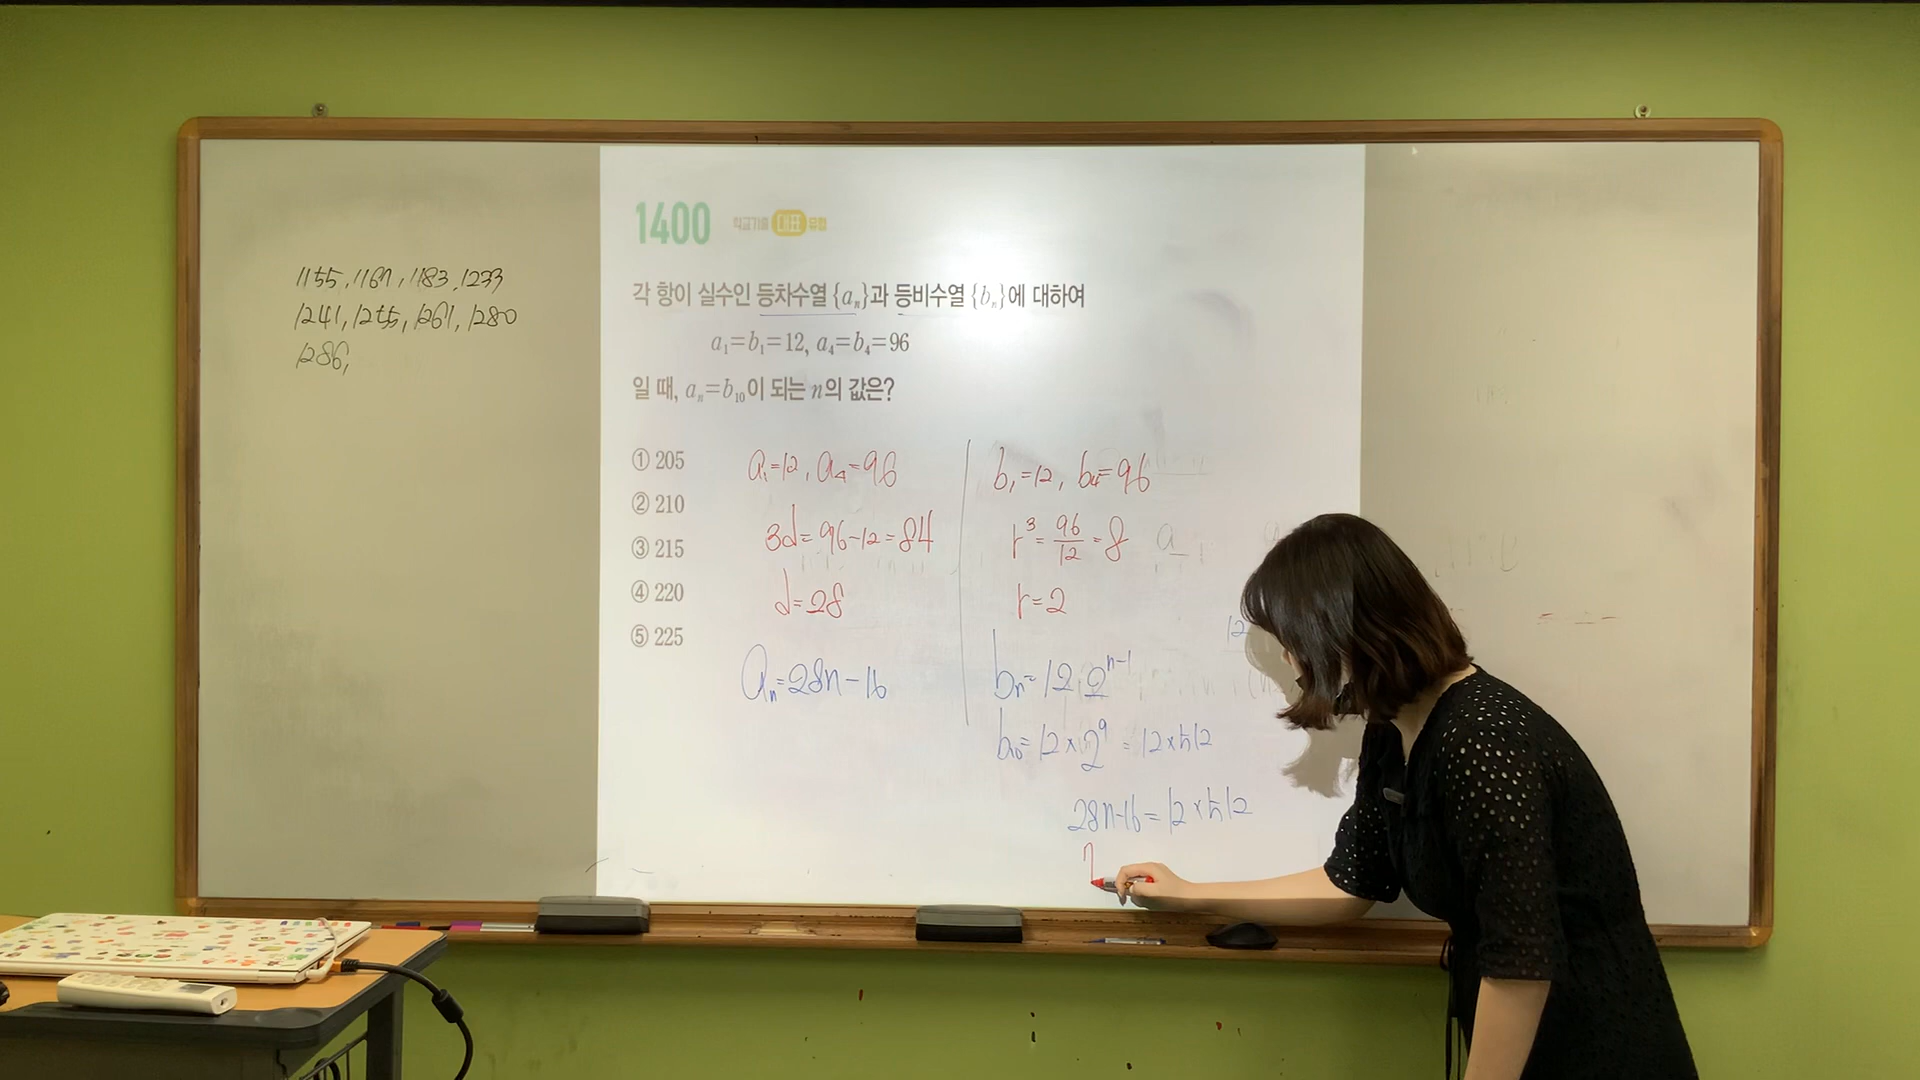 1155, 1167, 1183, 1233
1241, 1255, 1261, 1280
1286,
1400 학교기출 대표 유형
각 항이 실수인 등차수열 {aₙ}과 등비수열 {bₙ}에 대하여
a₁=b₁=12, a₄=b₄=96
일 때, aₙ=b₁₀이 되는 n의 값은?
① 205
② 210
③ 215
④ 220
⑤ 225
a₁=12, a₄=96
3d=96-12=84
d=28
aₙ=28n-16
b₁=12, b₄=96
r³=96/12=8
r=2
bₙ=12·2ⁿ⁻¹
b₁₀=12×2⁹=12×512
28n-16=12×512
7
12